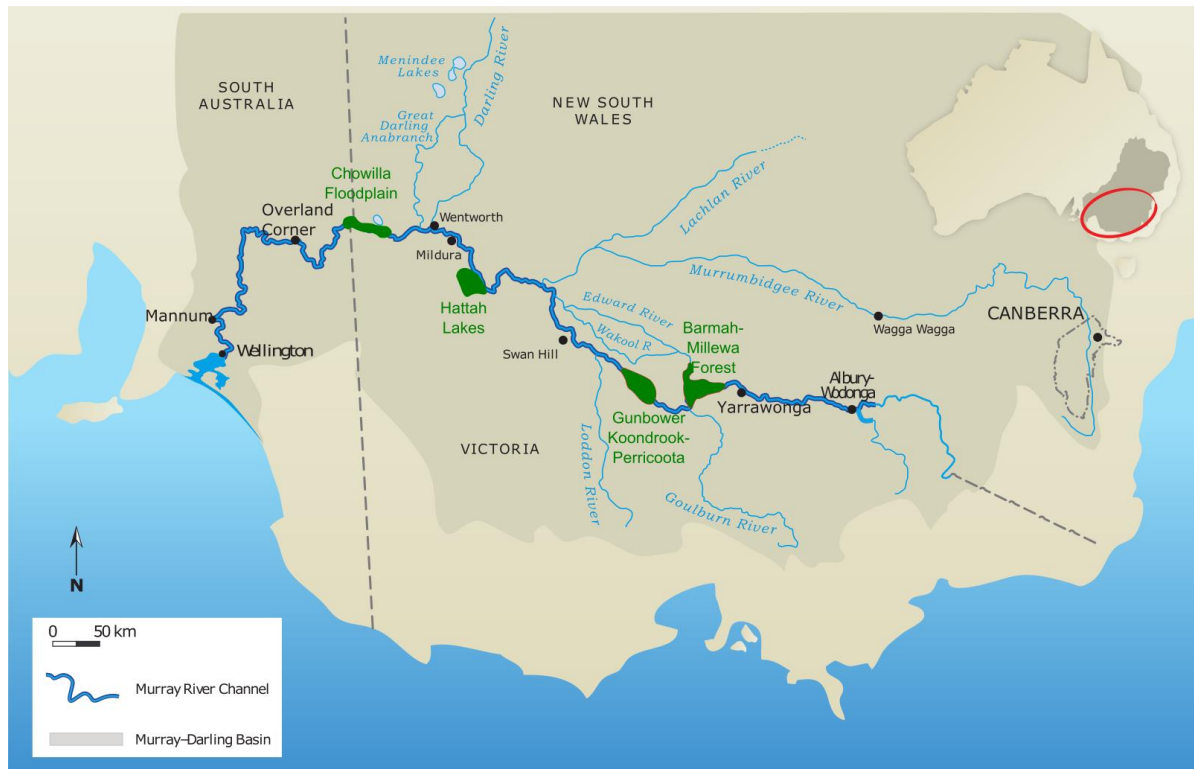 SOUTH
AUSTRALIA
Menindee
Lakes
Darling River
Great
Darling
Anabranch
NEW SOUTH
WALES
Chowilla
Floodplain
Overland
Corner
Wentworth
Mildura
Lachlan River
Murrumbidgee River
Mannum
Wellington
Hattah
Lakes
Swan Hill
Edward River
Wakool R
Barmah-
Millewa
Forest
Wagga Wagga
CANBERRA
Albury-
Wodonga
Yarrawonga
Gunbower
Koondrook-
Perricoota
VICTORIA
Loddon River
Goulburn River
N
0 50 km
Murray River Channel
Murray–Darling Basin